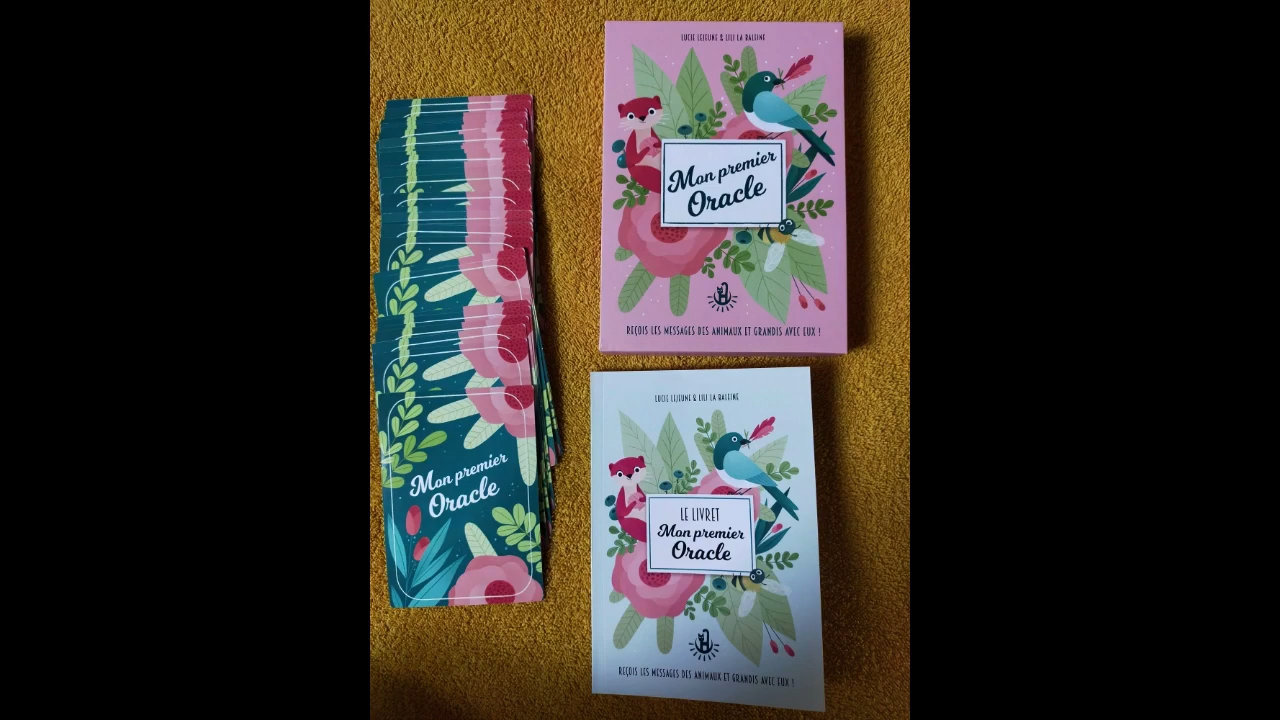 LUCIE LEJEUNE & LILI LA BALEINE
Mon premier
Oracle
REÇOIS LES MESSAGES DES ANIMAUX ET GRANDIS AVEC EUX !
Mon premier
Oracle
LUCIE LEJEUNE & LILI LA BALEINE
LE LIVRET
Mon premier
Oracle
REÇOIS LES MESSAGES DES ANIMAUX ET GRANDIS AVEC EUX !